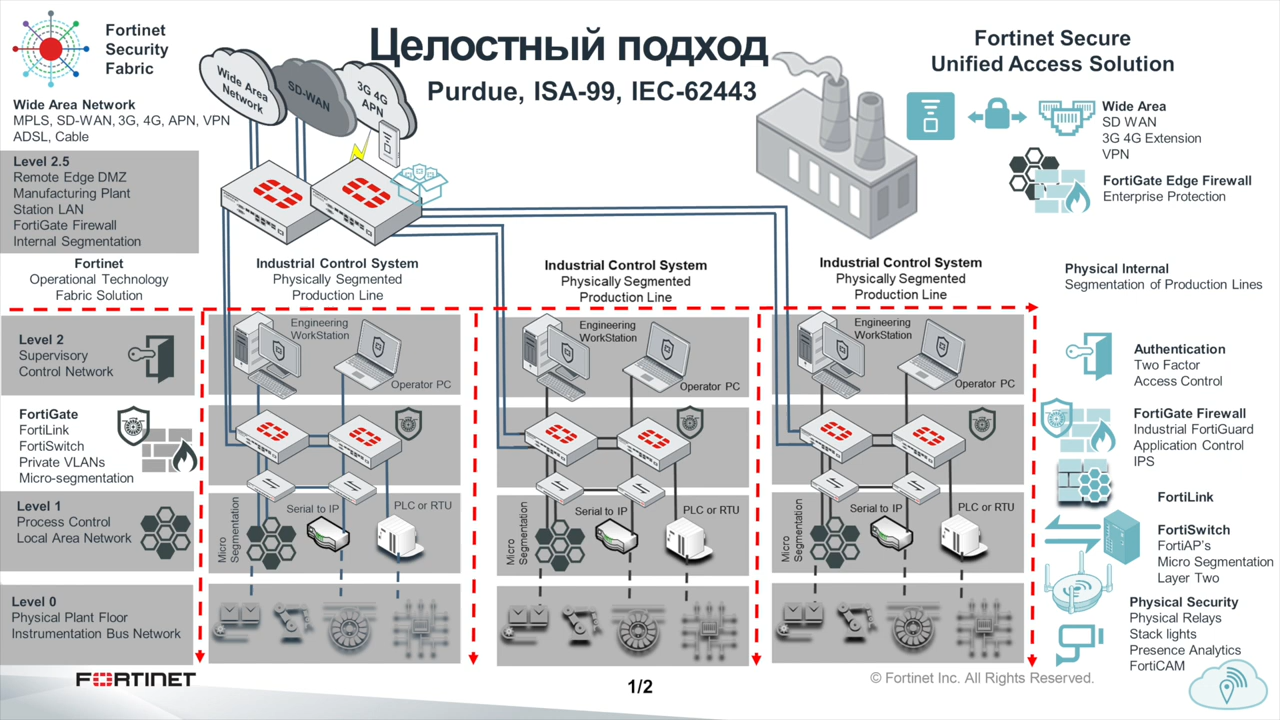 Fortinet
Security
Fabric
Целостный подход
Purdue, ISA-99, IEC-62443
Fortinet Secure
Unified Access Solution
Wide Area
Network
SD-WAN
3G 4G
APN
Wide Area Network
MPLS, SD-WAN, 3G, 4G, APN, VPN
ADSL, Cable
Level 2.5
Remote Edge DMZ
Manufacturing Plant
Station LAN
FortiGate Firewall
Internal Segmentation
Fortinet
Operational Technology
Fabric Solution
Wide Area
SD WAN
3G 4G Extension
VPN
FortiGate Edge Firewall
Enterprise Protection
Industrial Control System
Physically Segmented
Production Line
Industrial Control System
Physically Segmented
Production Line
Industrial Control System
Physically Segmented
Production Line
Physical Internal
Segmentation of Production Lines
Level 2
Supervisory
Control Network
Engineering
WorkStation
Operator PC
Engineering
WorkStation
Operator PC
Engineering
WorkStation
Operator PC
Authentication
Two Factor
Access Control
FortiGate
FortiLink
FortiSwitch
Private VLANs
Micro-segmentation
FortiGate Firewall
Industrial FortiGuard
Application Control
IPS
FortiLink
Level 1
Process Control
Local Area Network
Micro
Segmentation
Serial to IP
PLC or RTU
Micro
Segmentation
Serial to IP
PLC or RTU
Micro
Segmentation
Serial to IP
PLC or RTU
FortiSwitch
FortiAP's
Micro Segmentation
Layer Two
Level 0
Physical Plant Floor
Instrumentation Bus Network
Physical Security
Physical Relays
Stack lights
Presence Analytics
FortiCAM
FORTINET
1/2
© Fortinet Inc. All Rights Reserved.